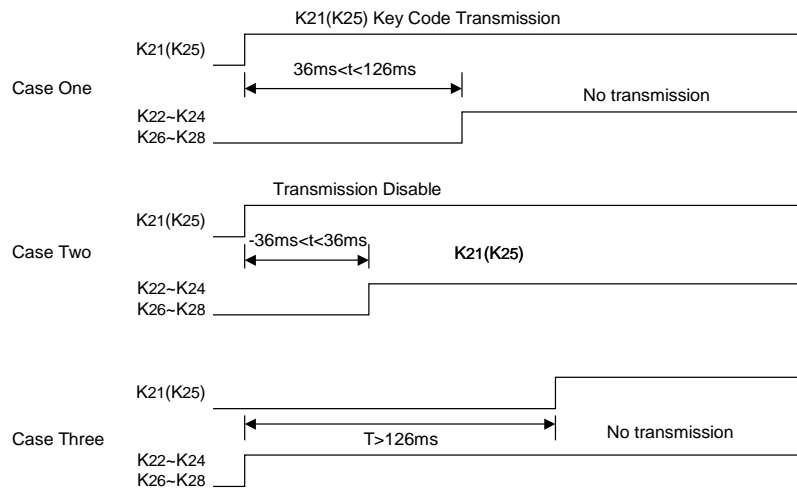 K21(K25) Key Code Transmission
K21(K25)
36ms<t<126ms
Case One
No transmission
K22~K24
K26~K28
Transmission Disable
K21(K25)
-36ms<t<36ms
Case Two
K21(K25)
K22~K24
K26~K28
K21(K25)
Case Three
T>126ms
No transmission
K22~K24
K26~K28